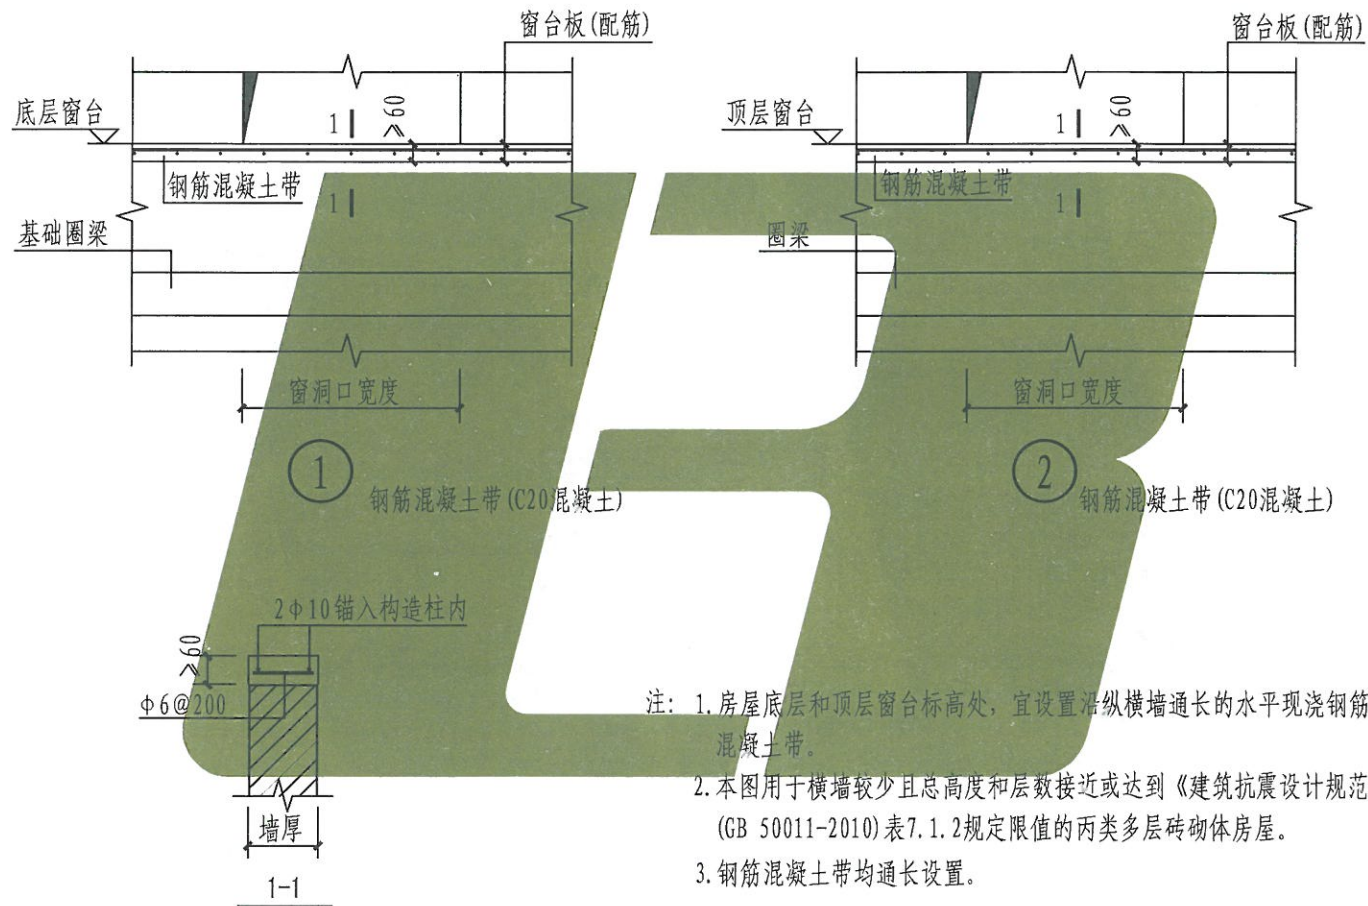 窗台板(配筋)
底层窗台
1
≥60
钢筋混凝土带
1
基础圈梁
窗洞口宽度
1
钢筋混凝土带(C20混凝土)
窗台板(配筋)
顶层窗台
1
≥60
钢筋混凝土带
1
圈梁
窗洞口宽度
2
钢筋混凝土带(C20混凝土)
2φ10锚入构造柱内
≥60
φ6@200
墙厚
1-1
注: 1.房屋底层和顶层窗台标高处，宜设置沿纵横墙通长的水平现浇钢筋
混凝土带。
2.本图用于横墙较少且总高度和层数接近或达到《建筑抗震设计规范
(GB 50011-2010)表7.1.2规定限值的丙类多层砖砌体房屋。
3.钢筋混凝土带均通长设置。